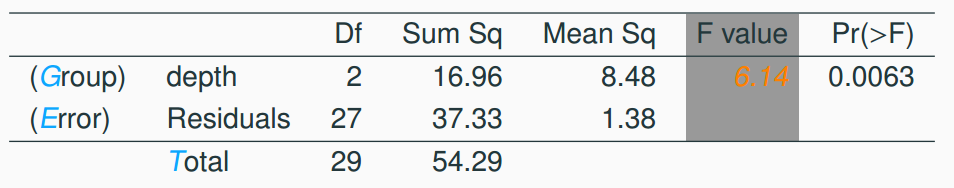 Df Sum Sq Mean Sq F value Pr(>F)
(Group) depth 2 16.96 8.48 6.14 0.0063
(Error) Residuals 27 37.33 1.38
Total 29 54.29